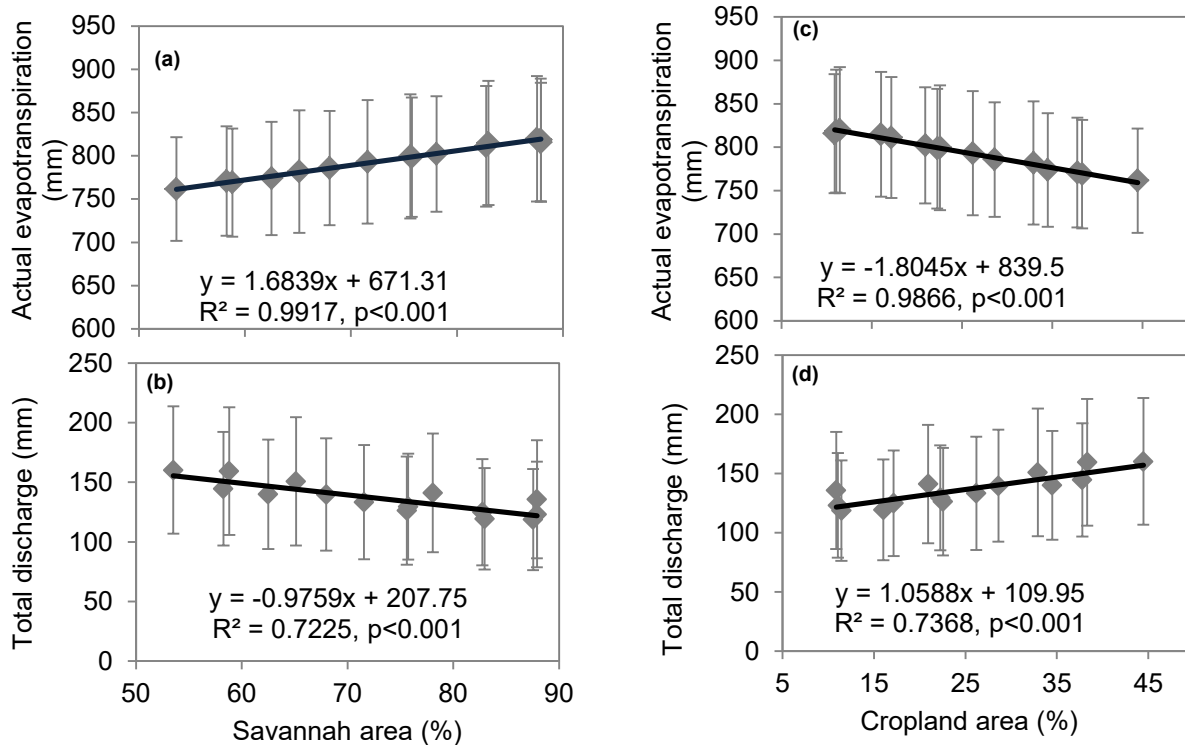 Actual evapotranspiration
(mm)
950
900
850
800
750
700
650
600
(a)
y = 1.6839x + 671.31
R² = 0.9917, p<0.001
Actual evapotranspiration
(mm)
950
900
850
800
750
700
650
600
(c)
y = -1.8045x + 839.5
R² = 0.9866, p<0.001
Total discharge (mm)
250
200
150
100
50
0
(b)
y = -0.9759x + 207.75
R² = 0.7225, p<0.001
50 60 70 80 90
Savannah area (%)
Total discharge (mm)
250
200
150
100
50
0
(d)
y = 1.0588x + 109.95
R² = 0.7368, p<0.001
5 15 25 35 45
Cropland area (%)